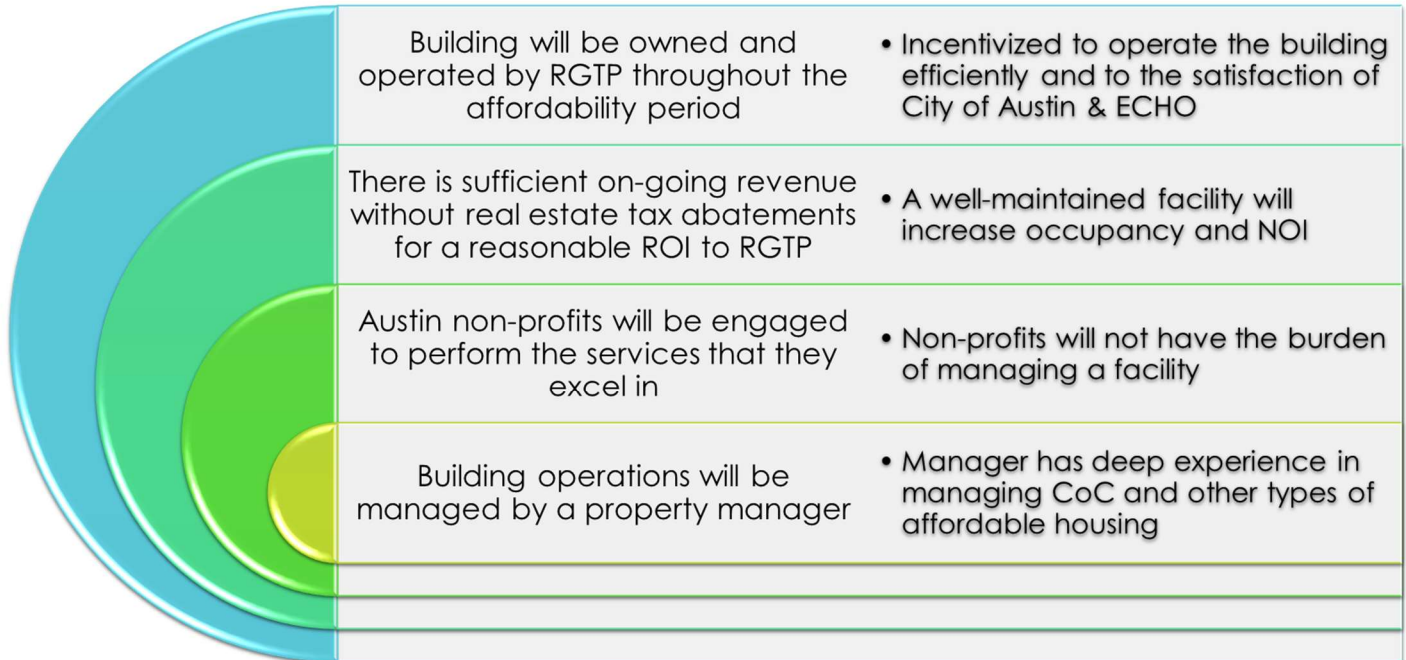 Building will be owned and
operated by RGTP throughout the
affordability period
• Incentivized to operate the building
efficiently and to the satisfaction of
City of Austin & ECHO
There is sufficient on-going revenue
without real estate tax abatements
for a reasonable ROI to RGTP
• A well-maintained facility will
increase occupancy and NOI
Austin non-profits will be engaged
to perform the services that they
excel in
• Non-profits will not have the burden
of managing a facility
Building operations will be
managed by a property manager
• Manager has deep experience in
managing CoC and other types of
affordable housing